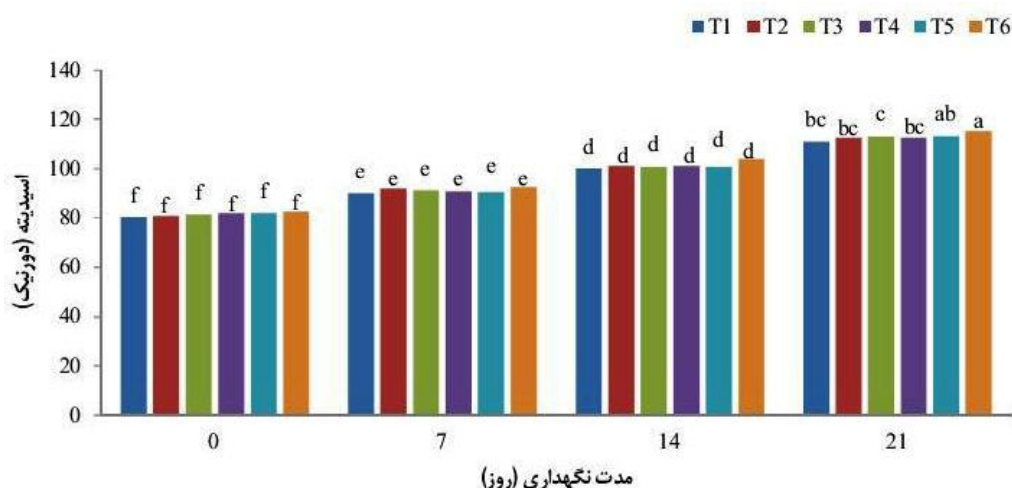 T1 T2 T3 T4 T5 T6
اسیدیته (دورنیک)
140
120
100
80
60
40
20
0
f f f f f f
e e e e e e
d d d d d d
bc bc c bc ab a
0 7 14 21
مدت نگهداری (روز)